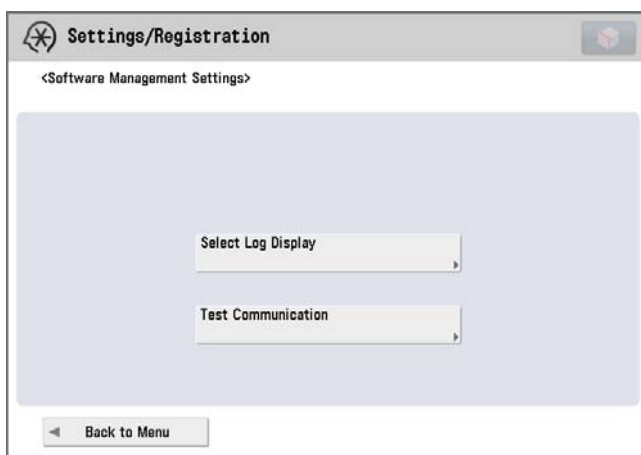 Settings/Registration
<Software Management Settings>
Select Log Display
Test Communication
Back to Menu